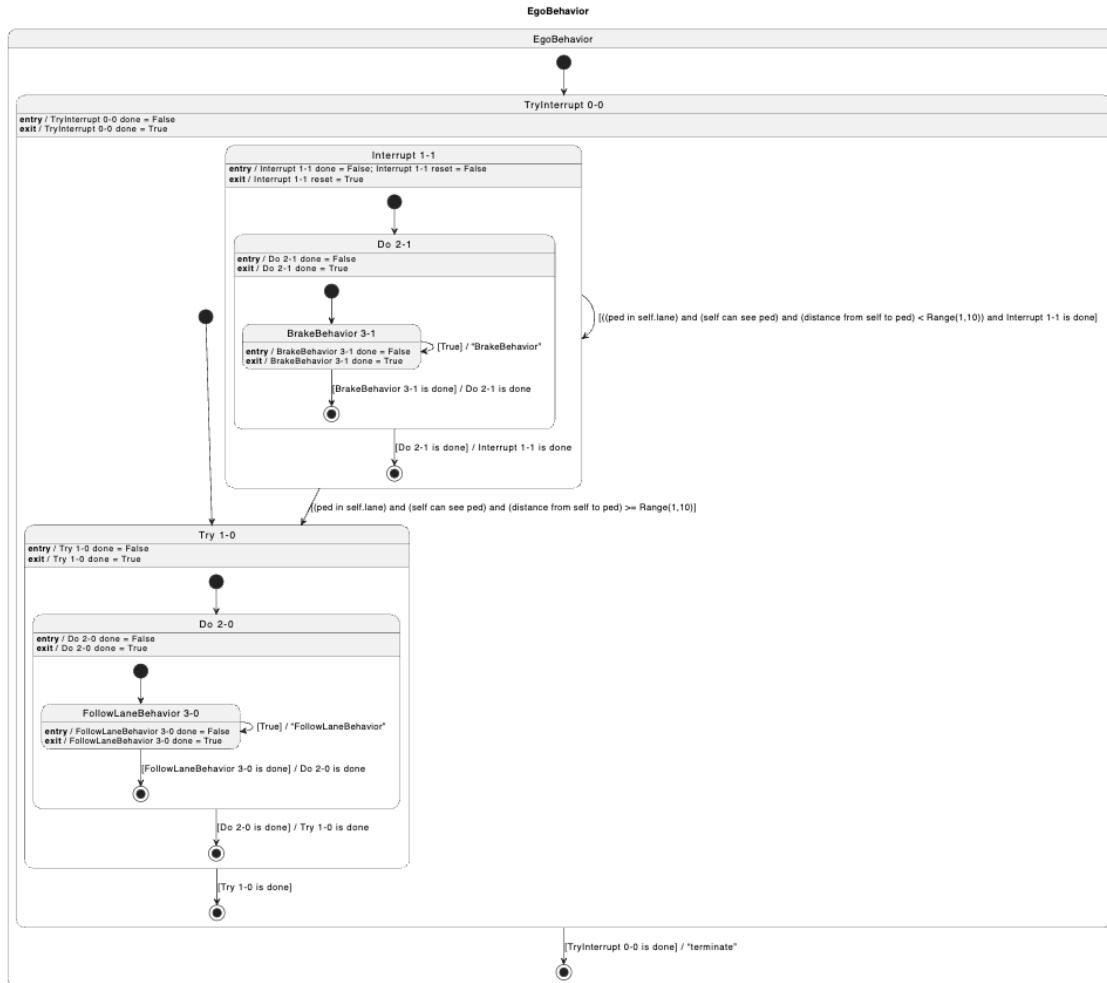 EgoBehavior
EgoBehavior
TryInterrupt 0-0
entry / TryInterrupt 0-0 done = False
exit / TryInterrupt 0-0 done = True
Interrupt 1-1
entry / Interrupt 1-1 done = False; Interrupt 1-1 reset = False
exit / Interrupt 1-1 reset = True
Do 2-1
entry / Do 2-1 done = False
exit / Do 2-1 done = True
[((ped in self.lane) and (self can see ped) and (distance from self to ped) < Range(1,10)) and Interrupt 1-1 is done]
BrakeBehavior 3-1
entry / BrakeBehavior 3-1 done = False
exit / BrakeBehavior 3-1 done = True
[True] / "BrakeBehavior"
[BrakeBehavior 3-1 is done] / Do 2-1 is done
[Do 2-1 is done] / Interrupt 1-1 is done
[(ped in self.lane) and (self can see ped) and (distance from self to ped) >= Range(1,10)]
Try 1-0
entry / Try 1-0 done = False
exit / Try 1-0 done = True
Do 2-0
entry / Do 2-0 done = False
exit / Do 2-0 done = True
FollowLaneBehavior 3-0
entry / FollowLaneBehavior 3-0 done = False
exit / FollowLaneBehavior 3-0 done = True
[True] / "FollowLaneBehavior"
[FollowLaneBehavior 3-0 is done] / Do 2-0 is done
[Do 2-0 is done] / Try 1-0 is done
[Try 1-0 is done]
[TryInterrupt 0-0 is done] / "terminate"